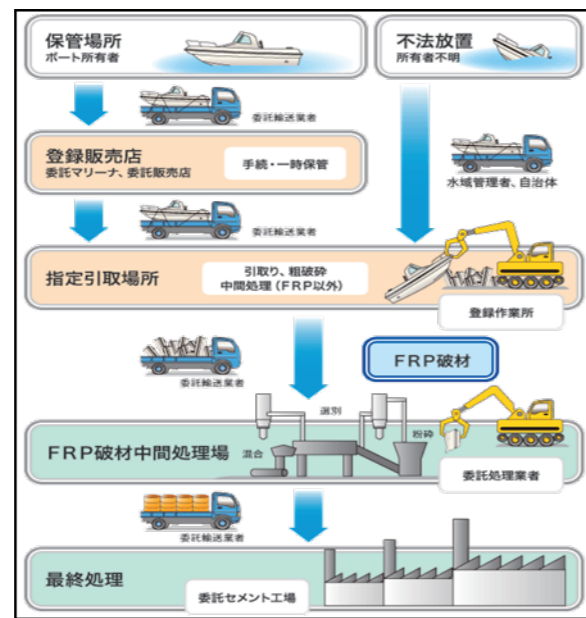 保管場所
ボート所有者
不法放置
所有者不明
委託輸送業者
登録販売店
委託マリーナ、委託販売店
手続・一時保管
水域管理者、自治体
委託輸送業者
指定引取場所
引取り、粗破砕
中間処理(FRP以外)
登録作業所
FRP破材
委託輸送業者
選別
粉砕
混合
FRP破材中間処理場
委託処理業者
委託輸送業者
最終処理
委託セメント工場